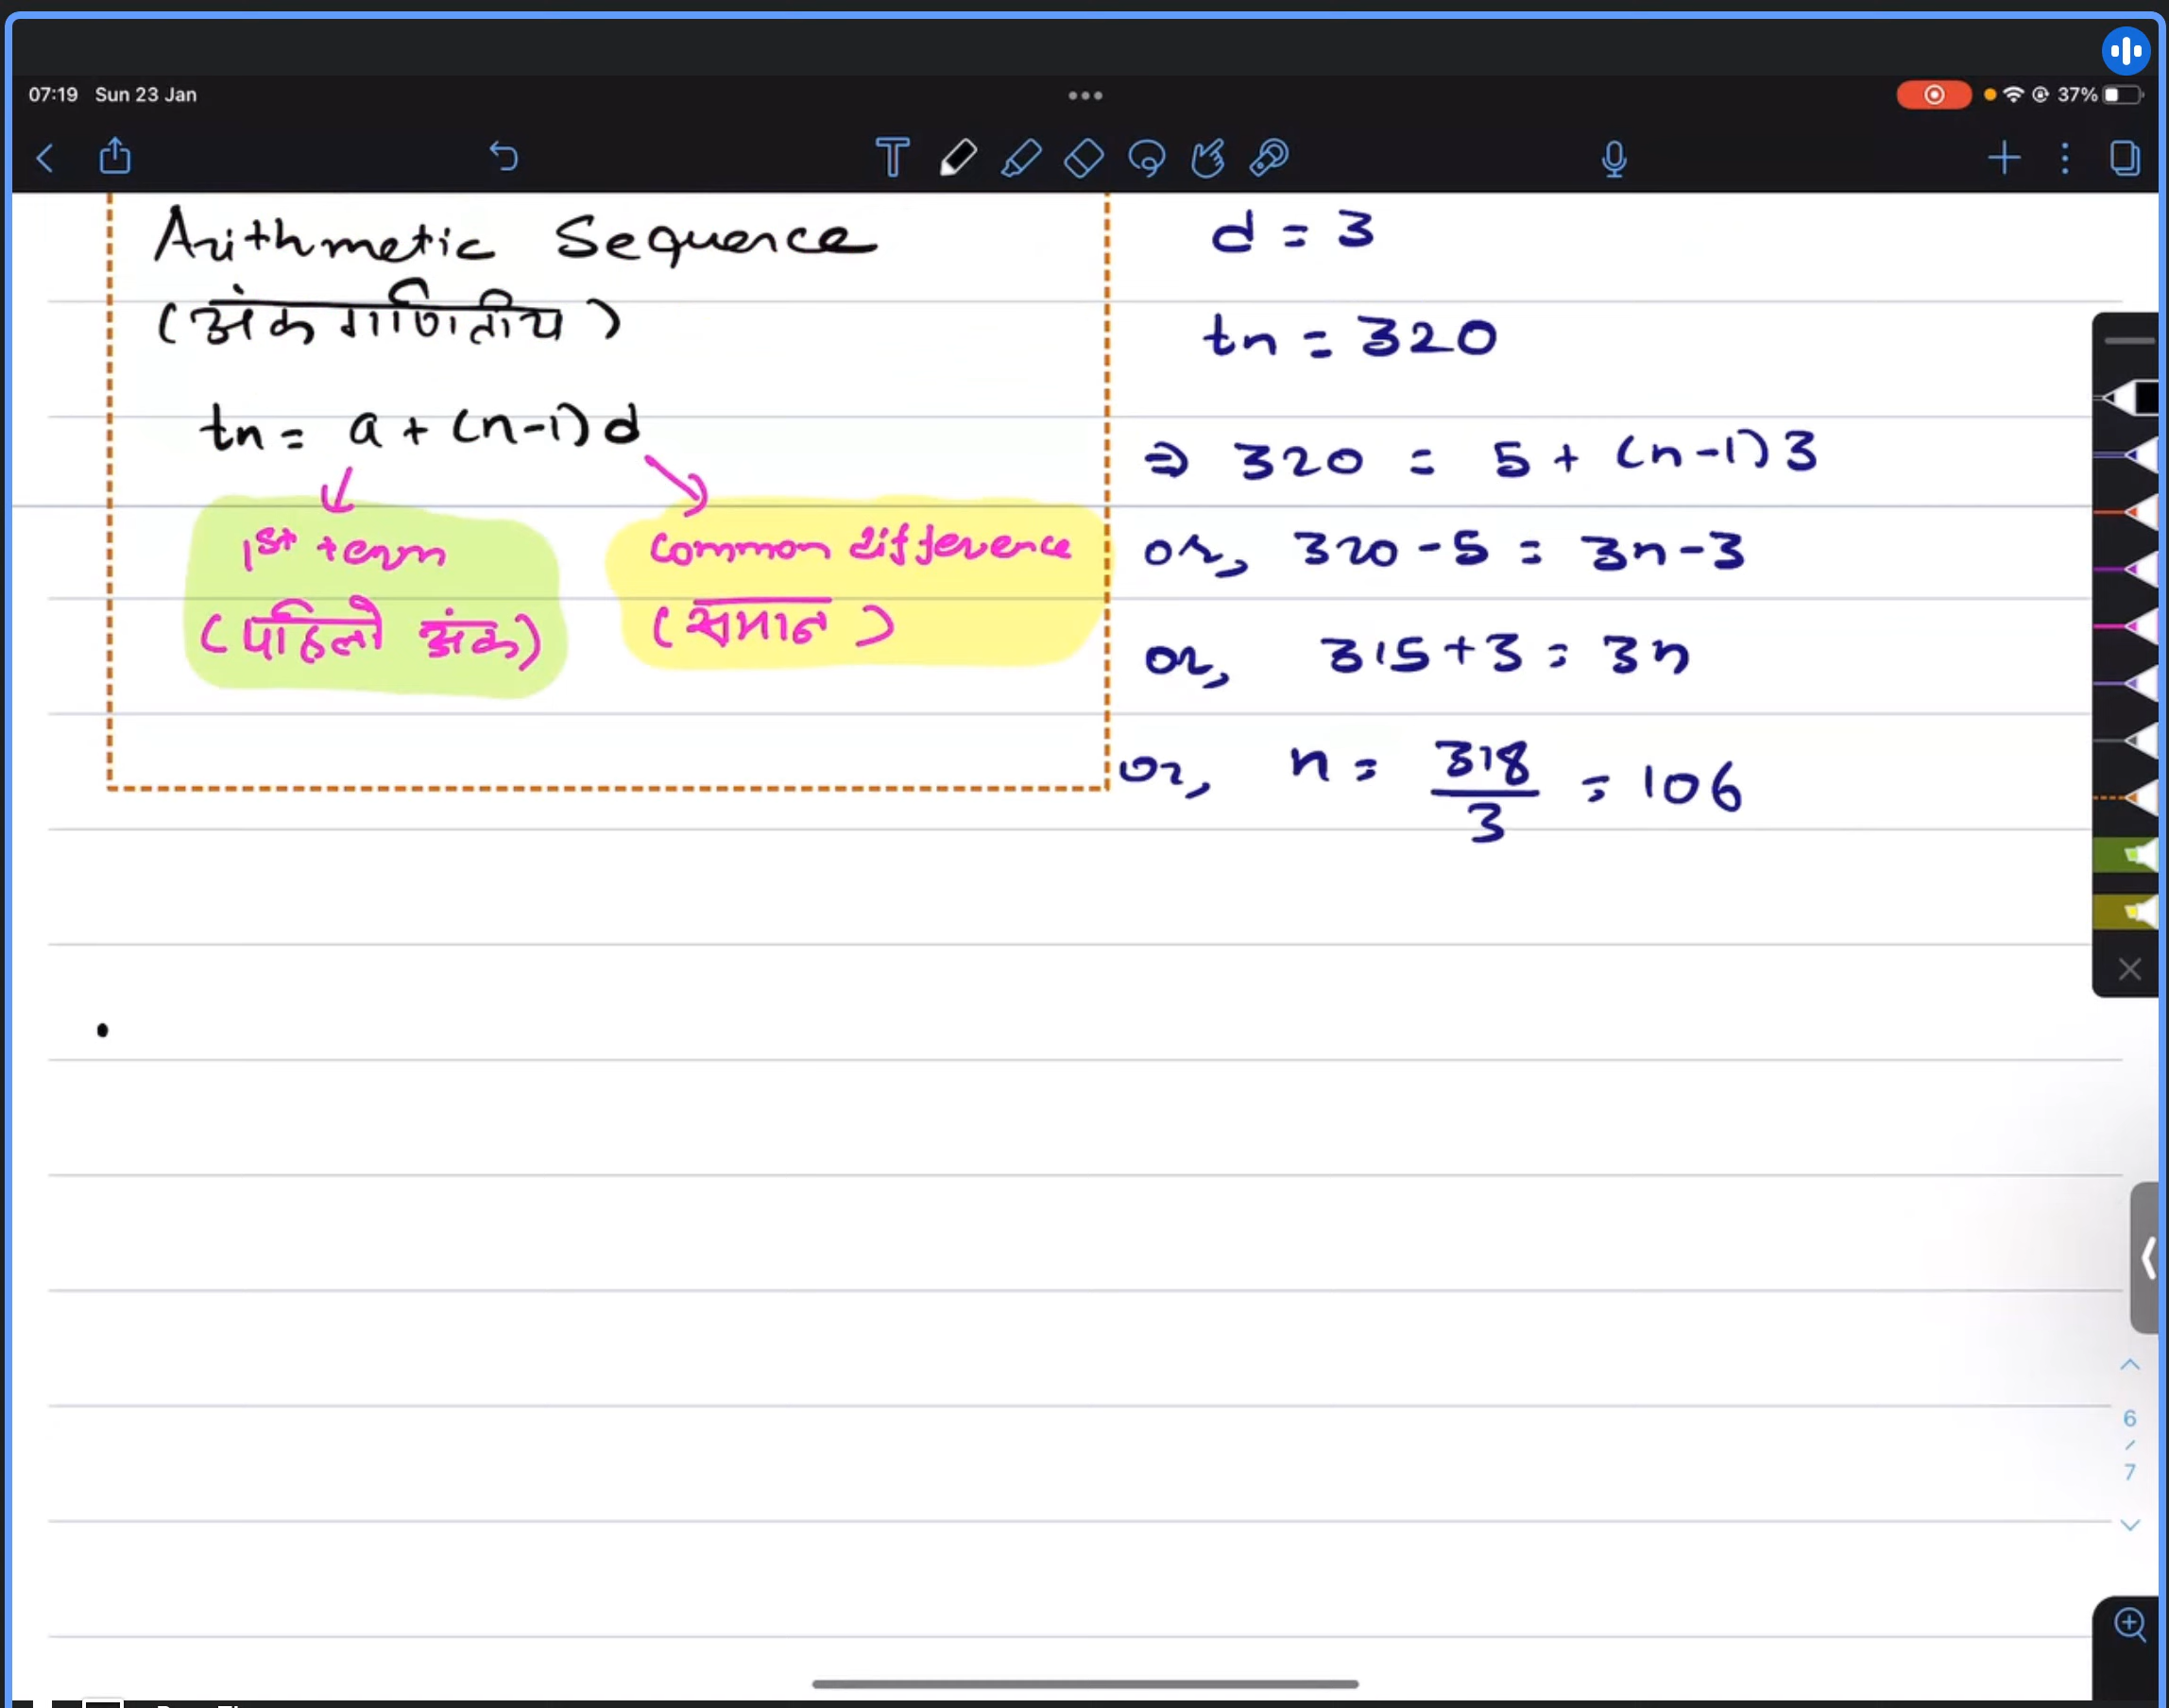 07:19 Sun 23 Jan
37%
Arithmetic Sequence
(अंक गणितीय)
tn = a + (n-1) d
1st term
(पहिलो अंक)
common difference
(समान)
d = 3
tn = 320
⇒ 320 = 5 + (n-1) 3
or, 320 - 5 = 3n - 3
or, 315 + 3 = 3n
or, n = 318/3 = 106
6
/
7